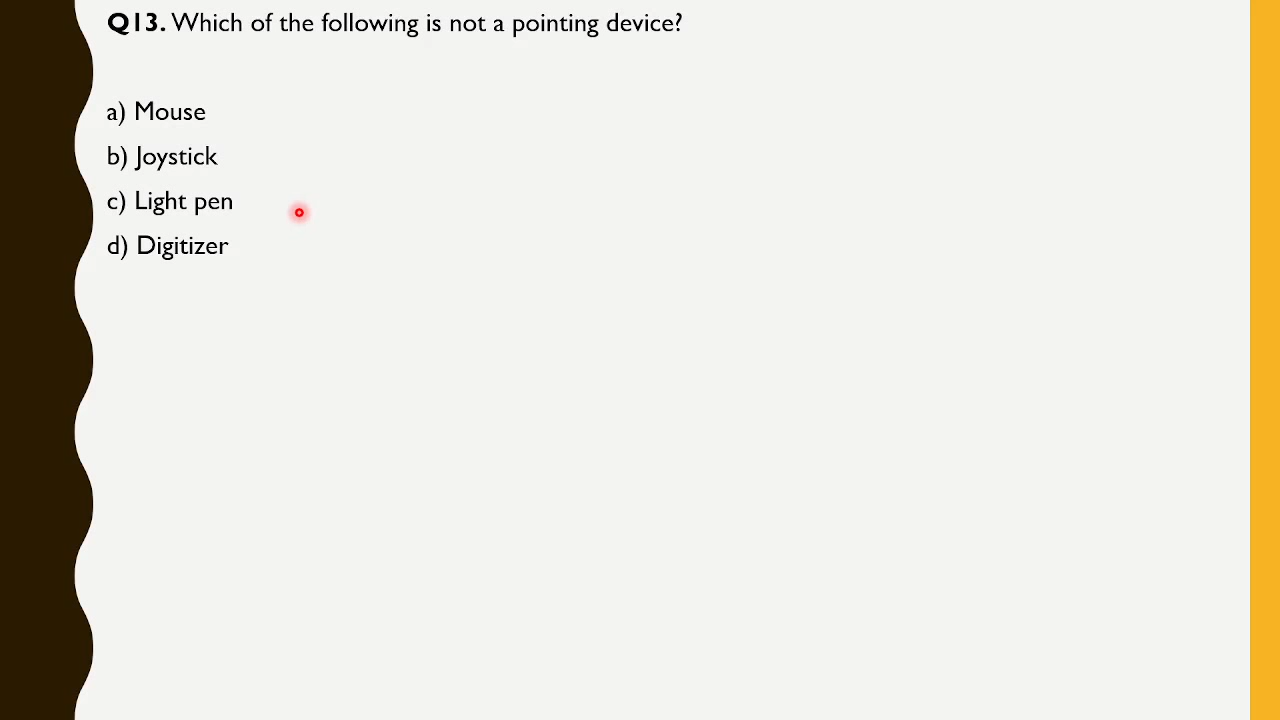 Q13. Which of the following is not a pointing device?
a) Mouse
b) Joystick
c) Light pen
d) Digitizer